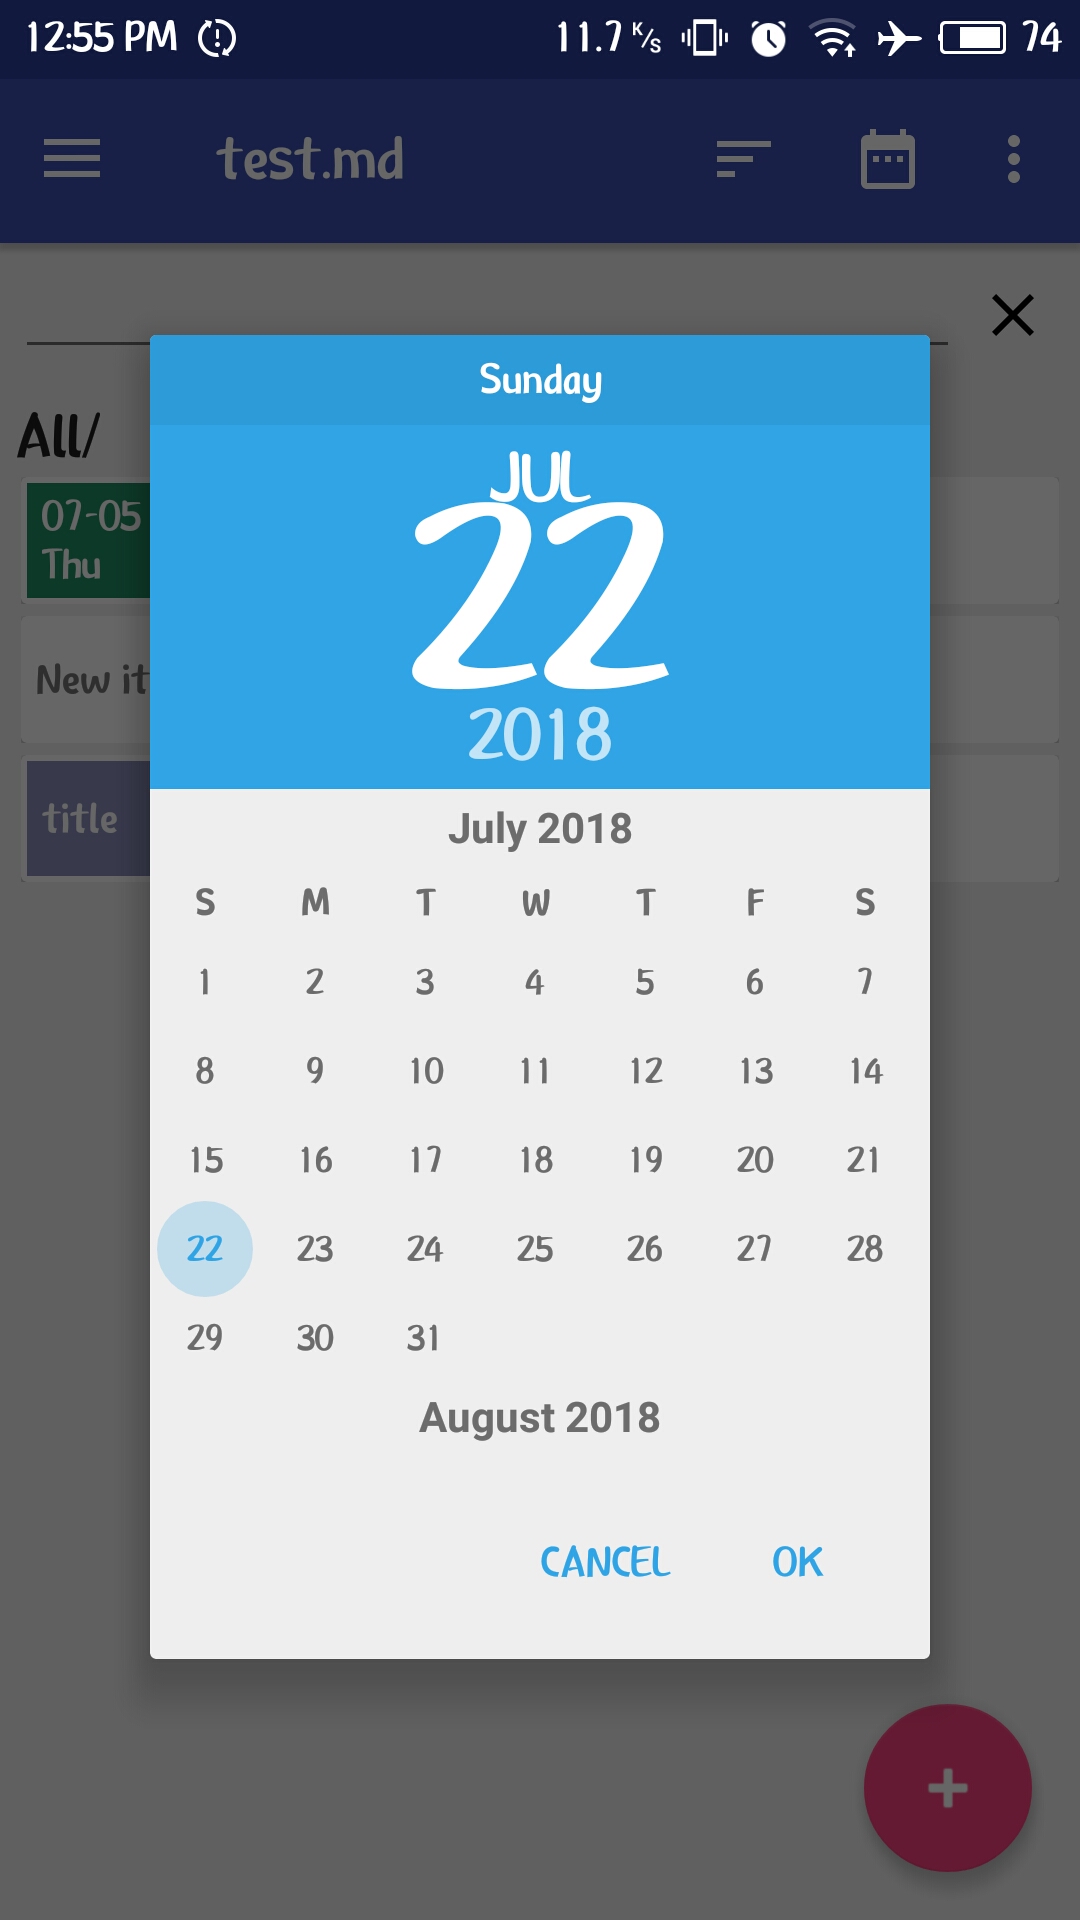 12:55 PM 11.7 K/s 74
test.md
All/
07-05
Thu
New it
title
Sunday
JUL
22
2018
July 2018
S M T W T F S
1 2 3 4 5 6 7
8 9 10 11 12 13 14
15 16 17 18 19 20 21
22 23 24 25 26 27 28
29 30 31
August 2018
CANCEL OK